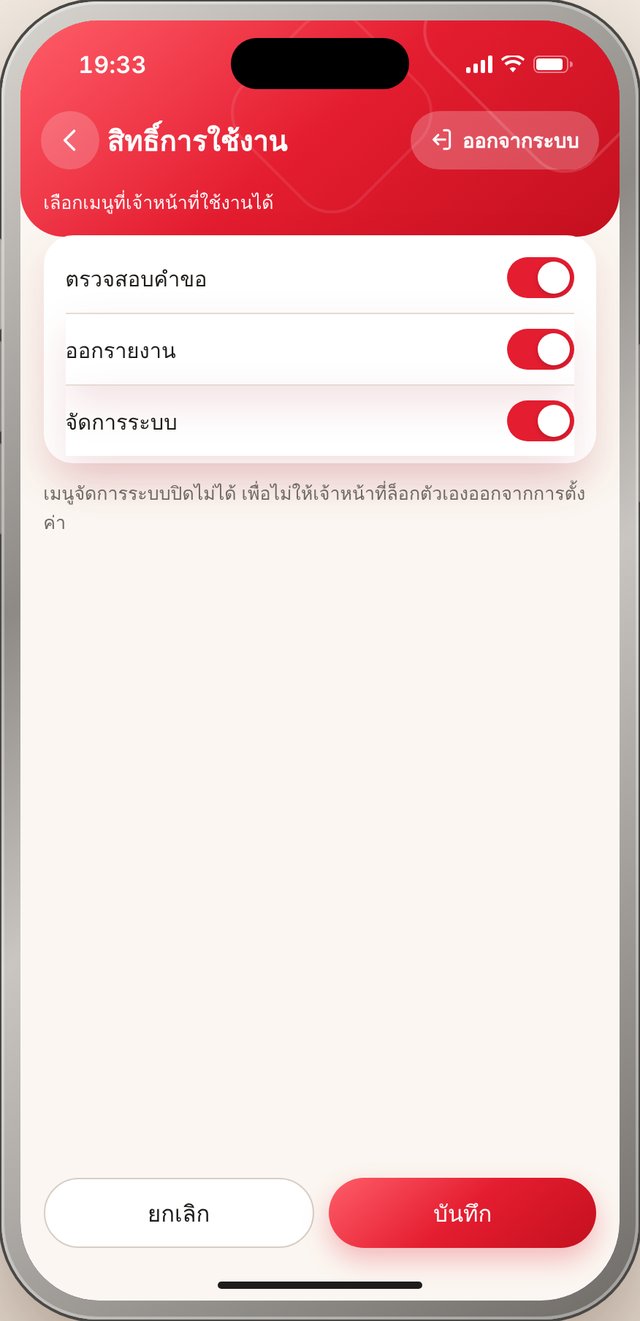 19:33
สิทธิ์การใช้งาน
ออกจากระบบ
เลือกเมนูที่เจ้าหน้าที่ใช้งานได้
ตรวจสอบคำขอ
ออกรายงาน
จัดการระบบ
เมนูจัดการระบบปิดไม่ได้ เพื่อไม่ให้เจ้าหน้าที่ล็อกตัวเองออกจากการตั้ง
ค่า
ยกเลิก
บันทึก